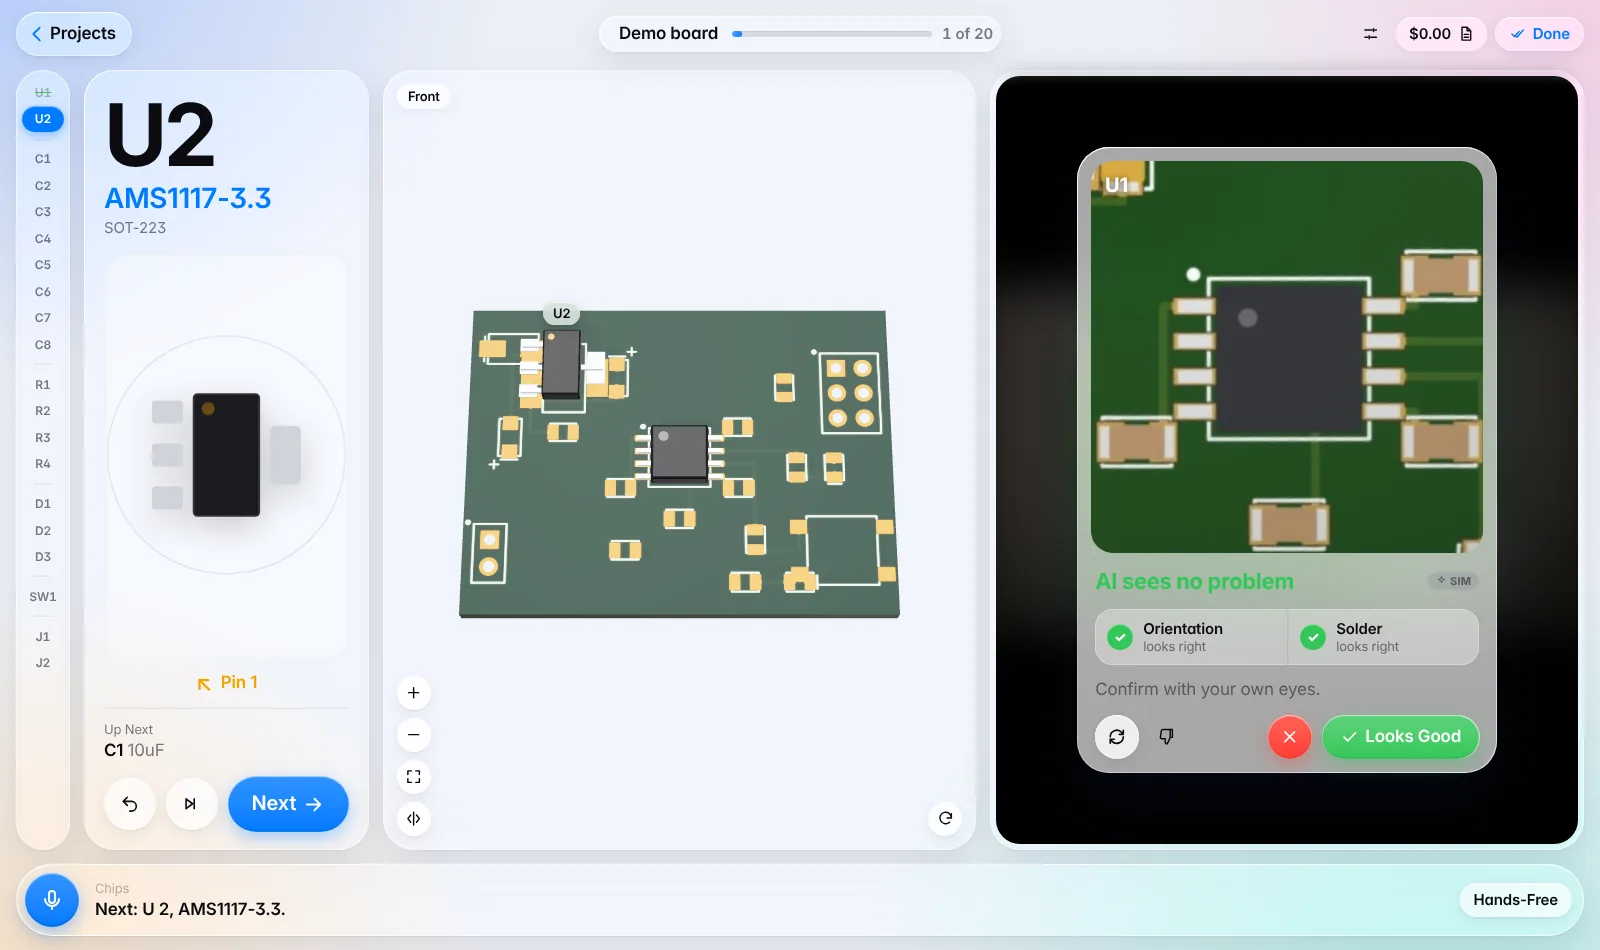 Projects
Demo board
1 of 20
$0.00
Done
U1
U2
C1
C2
C3
C4
C5
C6
C7
C8
R1
R2
R3
R4
D1
D2
D3
SW1
J1
J2
U2
AMS1117-3.3
SOT-223
Pin 1
Up Next
C1 10uF
Next
Front
U2
+
+
U1
AI sees no problem
SIM
Orientation
looks right
Solder
looks right
Confirm with your own eyes.
Looks Good
Chips
Next: U 2, AMS1117-3.3.
Hands-Free